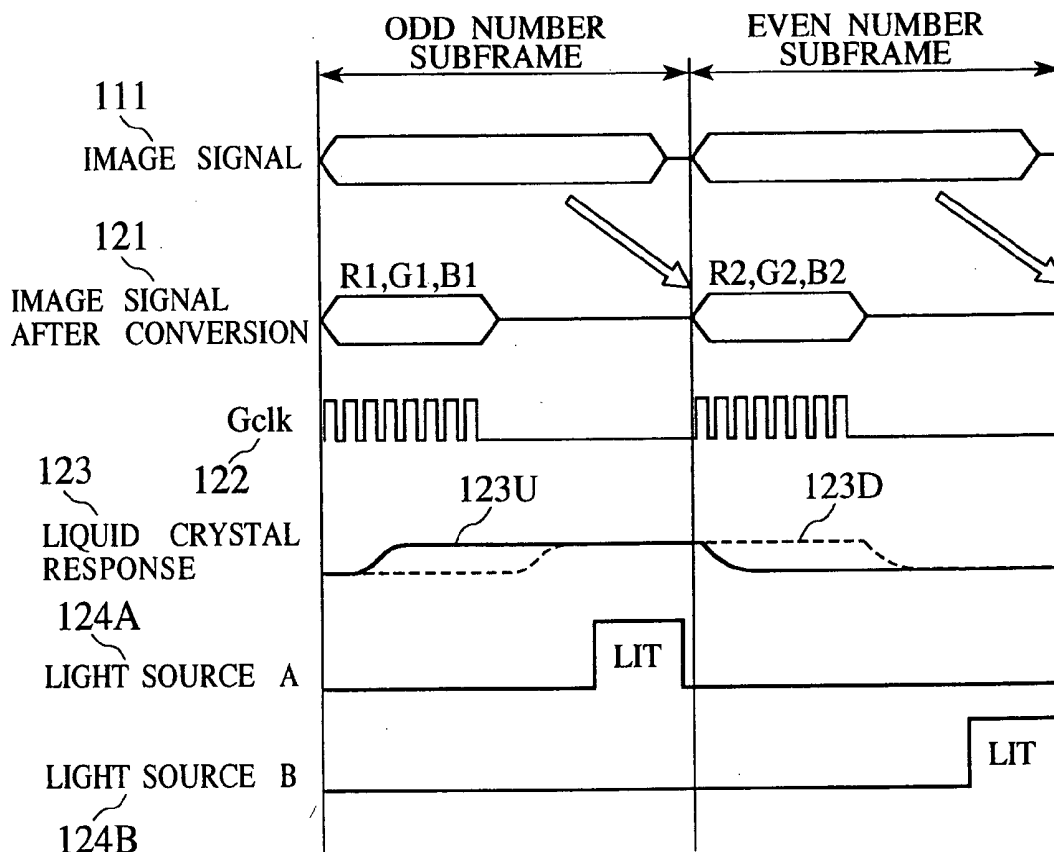 ODD NUMBER
SUBFRAME
EVEN NUMBER
SUBFRAME
111
IMAGE SIGNAL
121
IMAGE SIGNAL
AFTER CONVERSION
R1,G1,B1
R2,G2,B2
Gclk
122
123
LIQUID CRYSTAL
RESPONSE
123U
123D
124A
LIGHT SOURCE A
LIT
LIGHT SOURCE B
LIT
124B